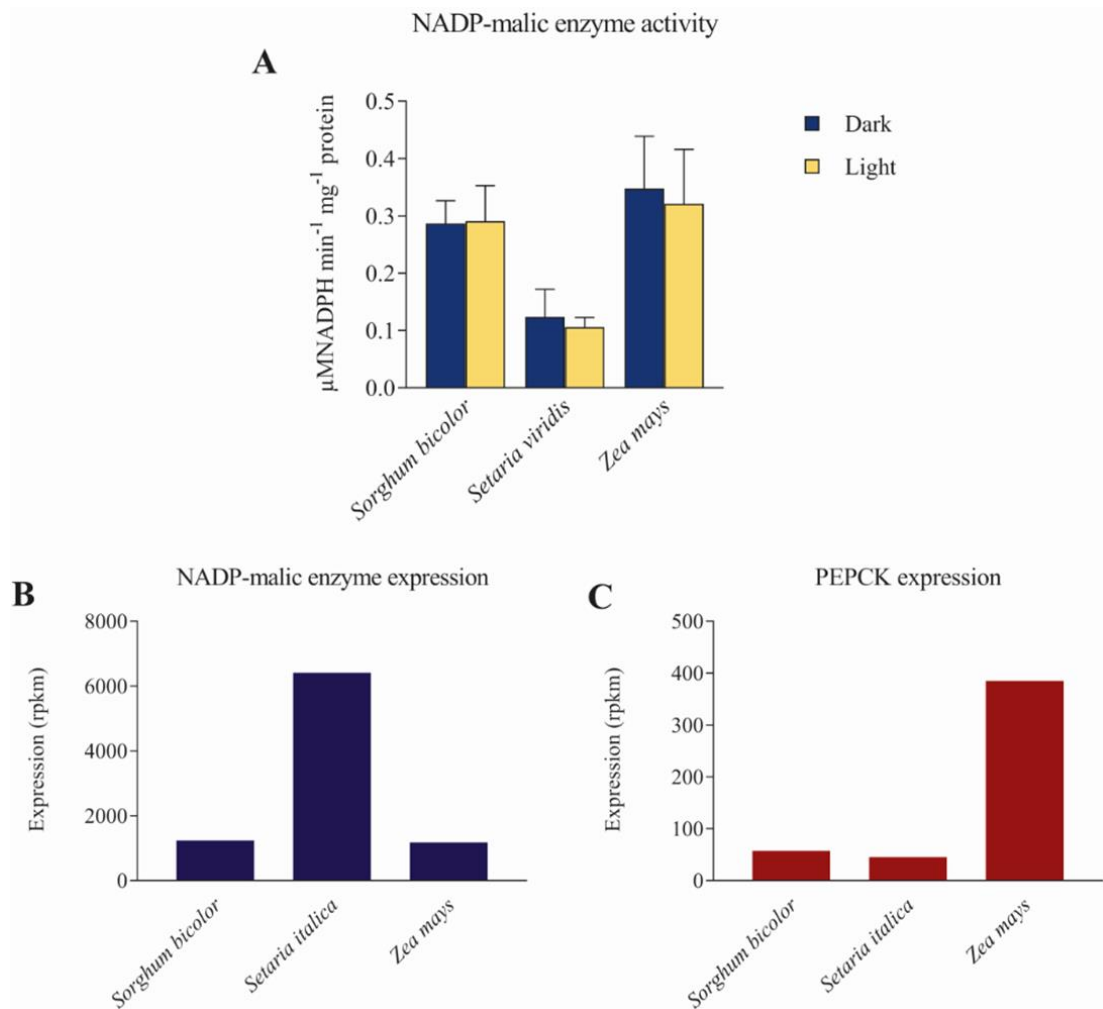 NADP-malic enzyme activity
A
µMNADPH min⁻¹ mg⁻¹ protein
0.5
0.4
0.3
0.2
0.1
0.0
Dark
Light
Sorghum bicolor
Setaria viridis
Zea mays
B
NADP-malic enzyme expression
Expression (rpkm)
8000
6000
4000
2000
0
Sorghum bicolor
Setaria italica
Zea mays
C
PEPCK expression
Expression (rpkm)
500
400
300
200
100
0
Sorghum bicolor
Setaria italica
Zea mays